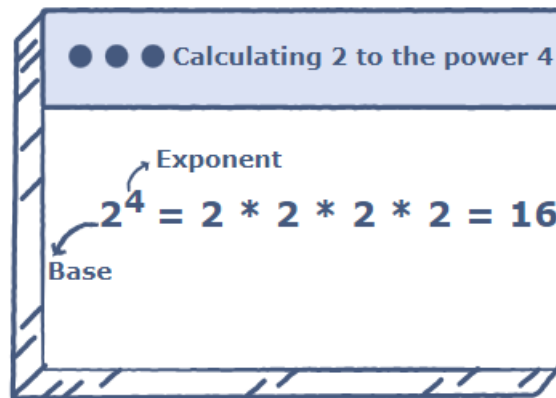 Calculating 2 to the power 4
Exponent
2⁴ = 2 * 2 * 2 * 2 = 16
Base